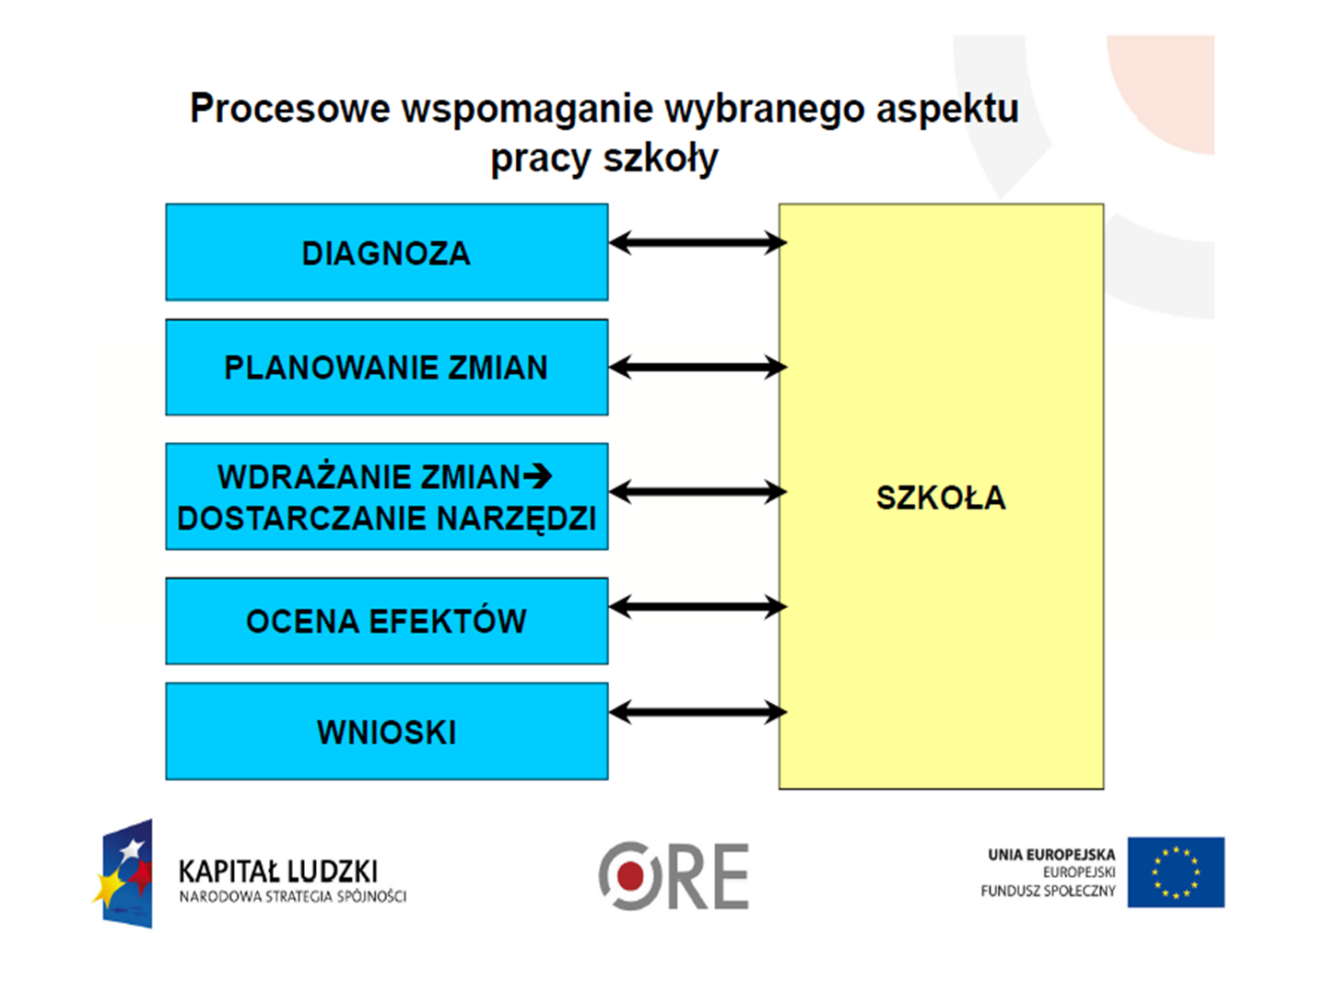 Procesowe wspomaganie wybranego aspektu
pracy szkoły
DIAGNOZA
PLANOWANIE ZMIAN
WDRAŻANIE ZMIAN➔
DOSTARCZANIE NARZĘDZI
OCENA EFEKTÓW
WNIOSKI
SZKOŁA
KAPITAŁ LUDZKI
NARODOWA STRATEGIA SPÓJNOŚCI
ORE
UNIA EUROPEJSKA
EUROPEJSKI
FUNDUSZ SPOŁECZNY